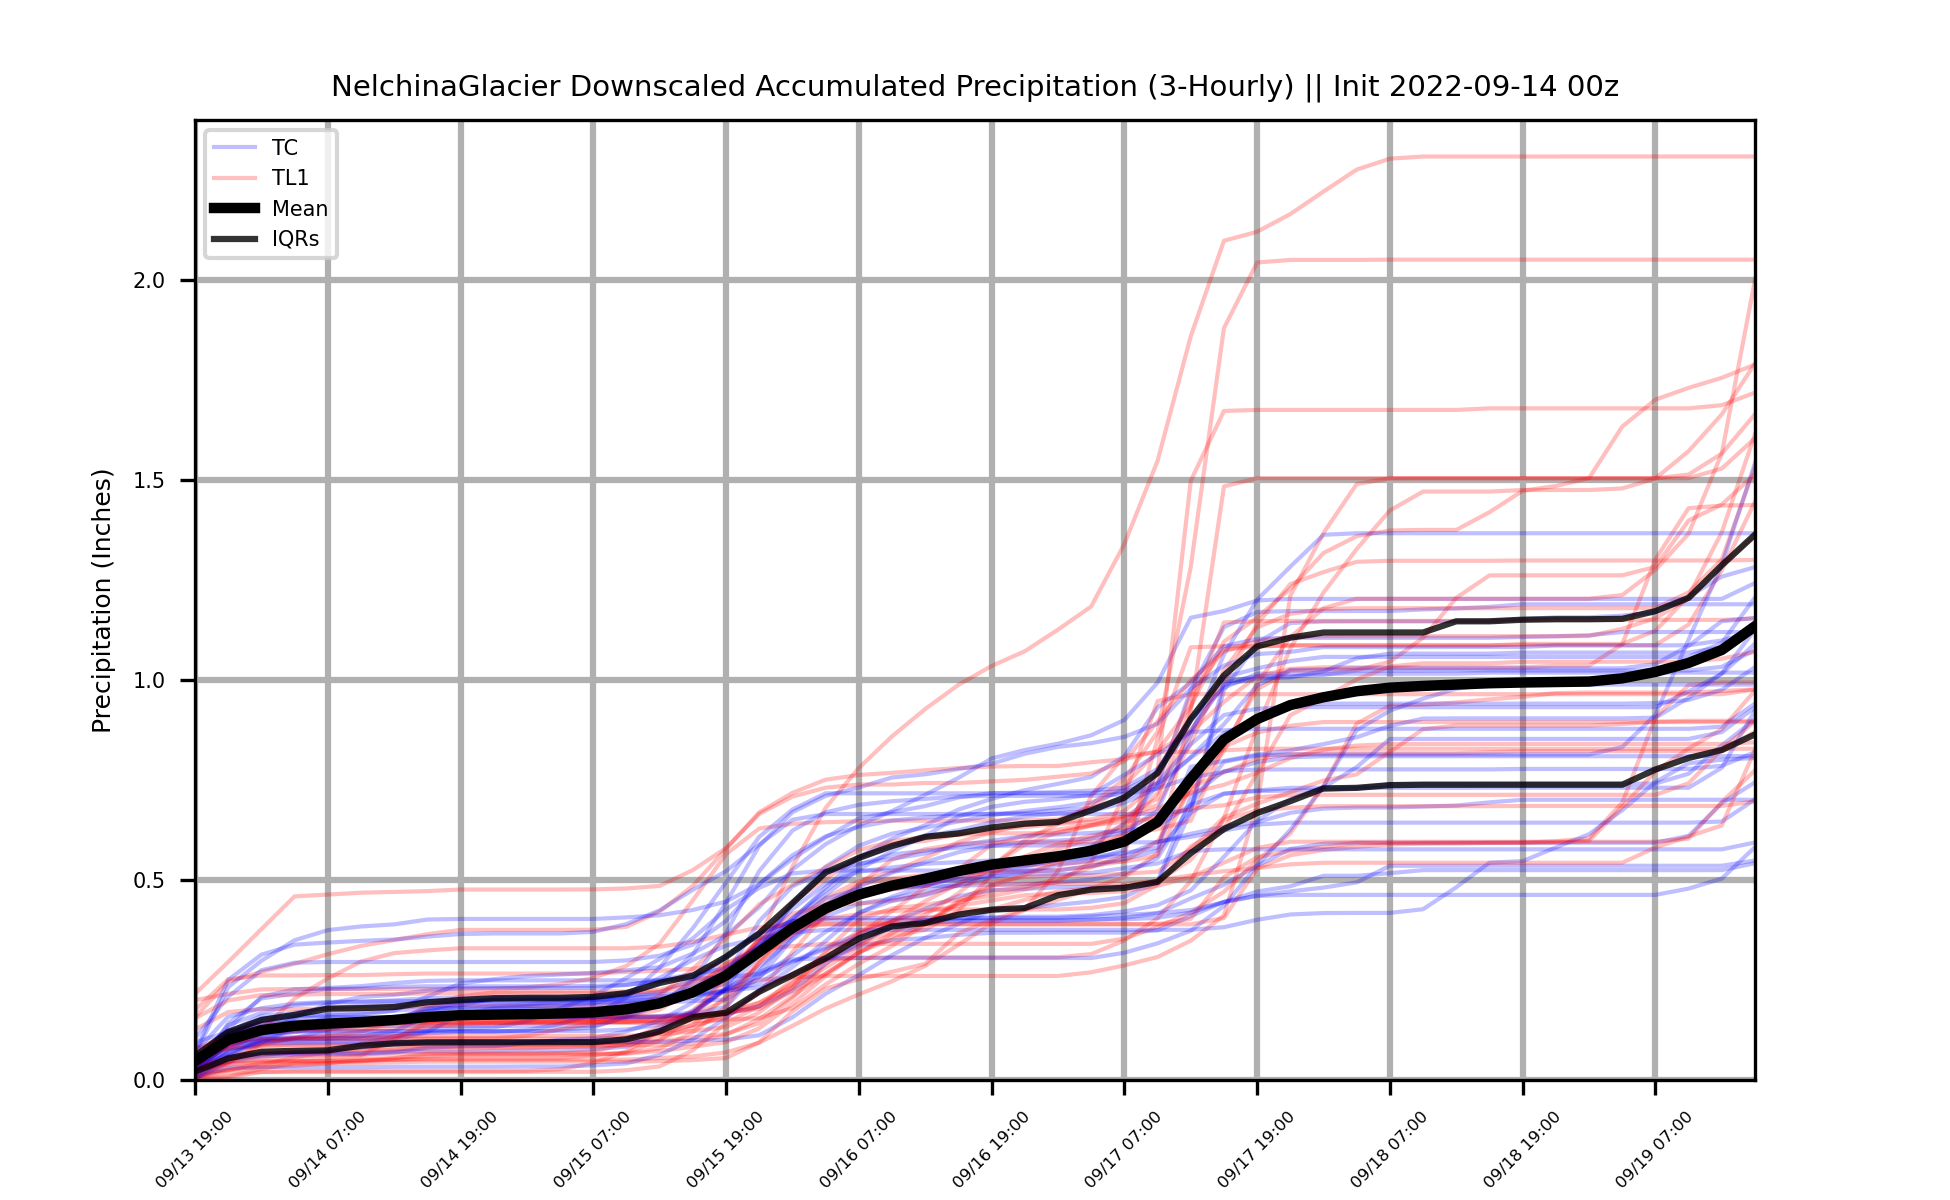 NelchinaGlacier Downscaled Accumulated Precipitation (3-Hourly) || Init 2022-09-14 00z
TC
TL1
Mean
IQRs
Precipitation (Inches)
2.0
1.5
1.0
0.5
0.0
09/13 19:00
09/14 07:00
09/14 19:00
09/15 07:00
09/15 19:00
09/16 07:00
09/16 19:00
09/17 07:00
09/17 19:00
09/18 07:00
09/18 19:00
09/19 07:00